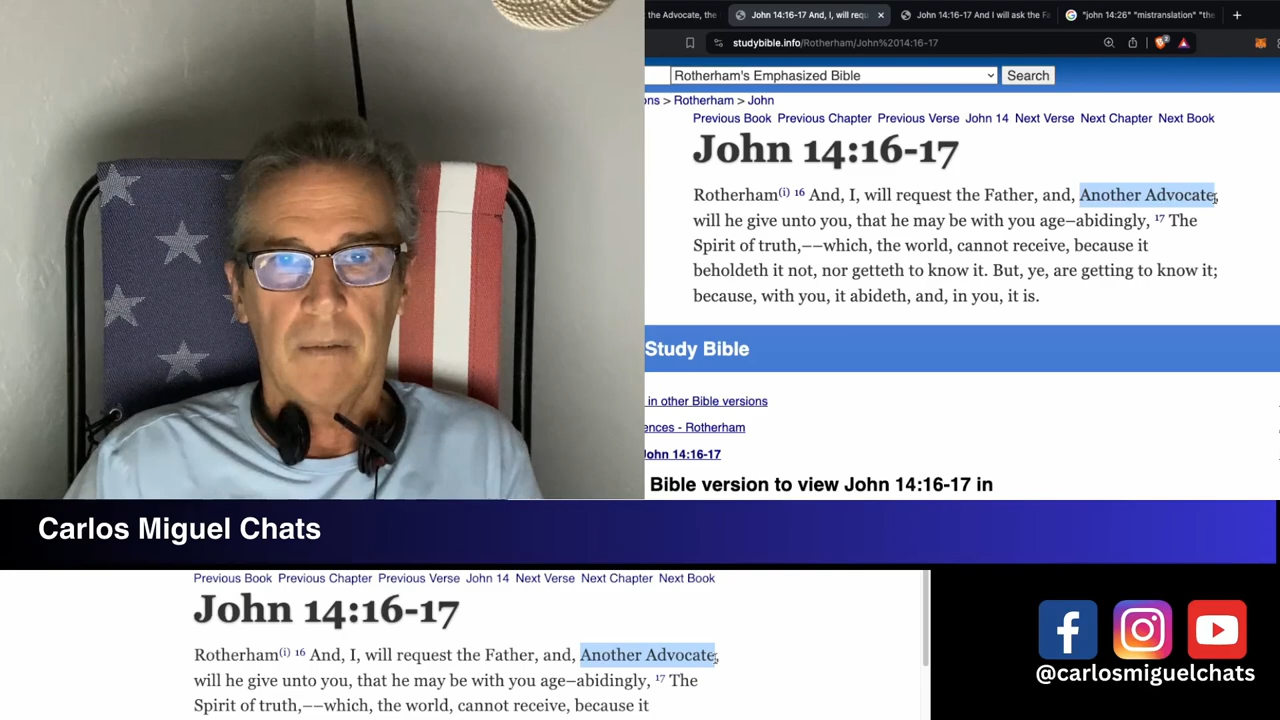 the Advocate, the
John 14:16-17 And, I, will requ
John 14:16-17 And I will ask the Fa
"john 14:26" "mistranslation" "the
studybible.info/Rotherham/John%2014:16-17
2
Rotherham's Emphasized Bible
Search
ons > Rotherham > John
Previous Book Previous Chapter Previous Verse John 14 Next Verse Next Chapter Next Book
John 14:16-17
Rotherham(i) 16 And, I, will request the Father, and, Another Advocate,
will he give unto you, that he may be with you age–abidingly, 17 The
Spirit of truth,––which, the world, cannot receive, because it
beholdeth it not, nor getteth to know it. But, ye, are getting to know it;
because, with you, it abideth, and, in you, it is.
Study Bible
in other Bible versions
ences - Rotherham
John 14:16-17
Bible version to view John 14:16-17 in
Carlos Miguel Chats
Previous Book Previous Chapter Previous Verse John 14 Next Verse Next Chapter Next Book
John 14:16-17
Rotherham(i) 16 And, I, will request the Father, and, Another Advocate,
will he give unto you, that he may be with you age–abidingly, 17 The
Spirit of truth,––which, the world, cannot receive, because it
@carlosmiguelchats